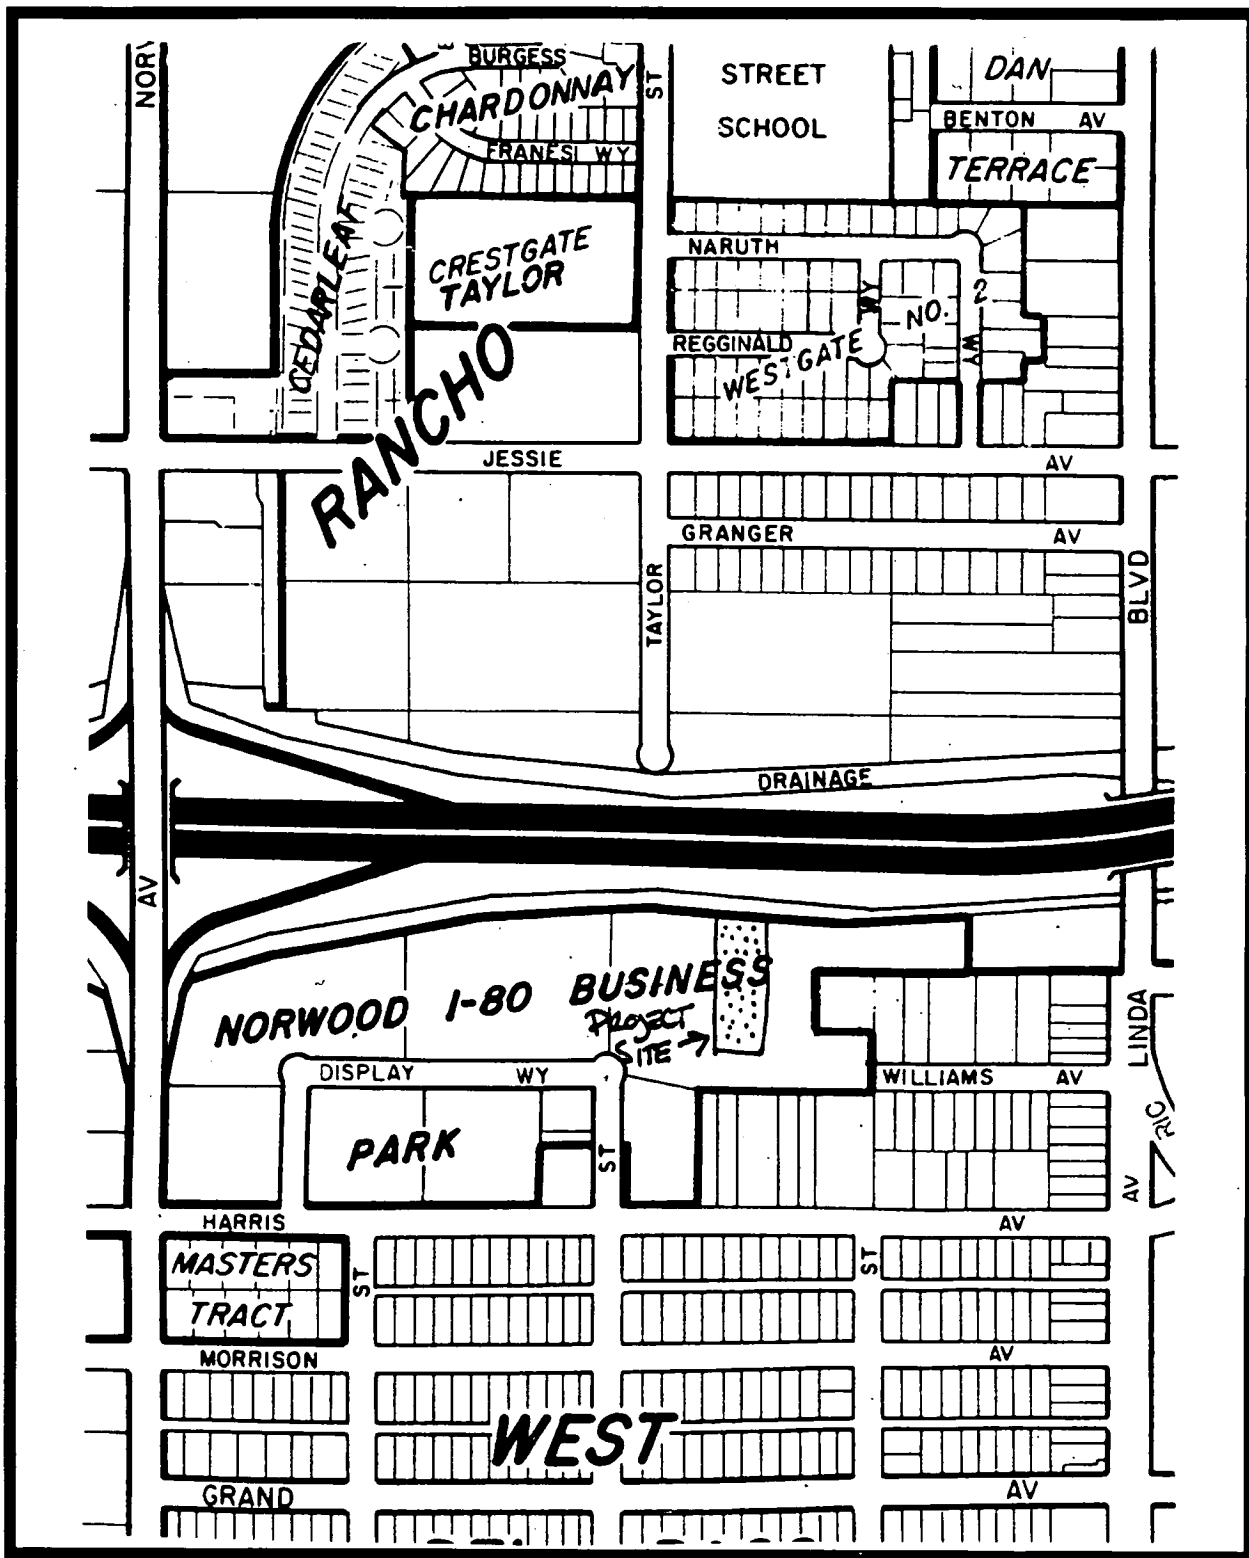 NORW
BURGESS
ST
CHARDONNAY
FRANESI WY
STREET
SCHOOL
DAN
BENTON AV
TERRACE
CEDARLEAF
CRESTGATE
TAYLOR
NARUTH
WY
NO. 2
REGGINALD
WESTGATE
WY
RANCHO
JESSIE AV
GRANGER AV
TAYLOR
BLVD
DRAINAGE
AV
NORWOOD I-80 BUSINESS
PROJECT
SITE →
DISPLAY WY
PARK
ST
WILLIAMS AV
LINDA
RIO
AV
HARRIS AV
MASTERS
TRACT
ST
ST
MORRISON AV
WEST
GRAND AV